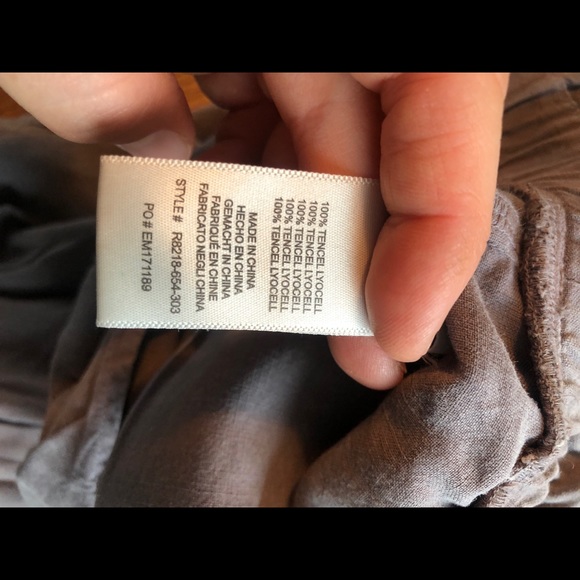 100% TENCEL LYOCELL
100% TENCEL LYOCELL
100% TENCEL LYOCELL
100% TENCEL LYOCELL
100% TENCEL LYOCELL
MADE IN CHINA
HECHO EN CHINA
GEMACHT IN CHINA
FABRIQUÉ EN CHINE
FABRICATO NEGLI CHINA
STYLE # R8218-654-303
PO# EM171189